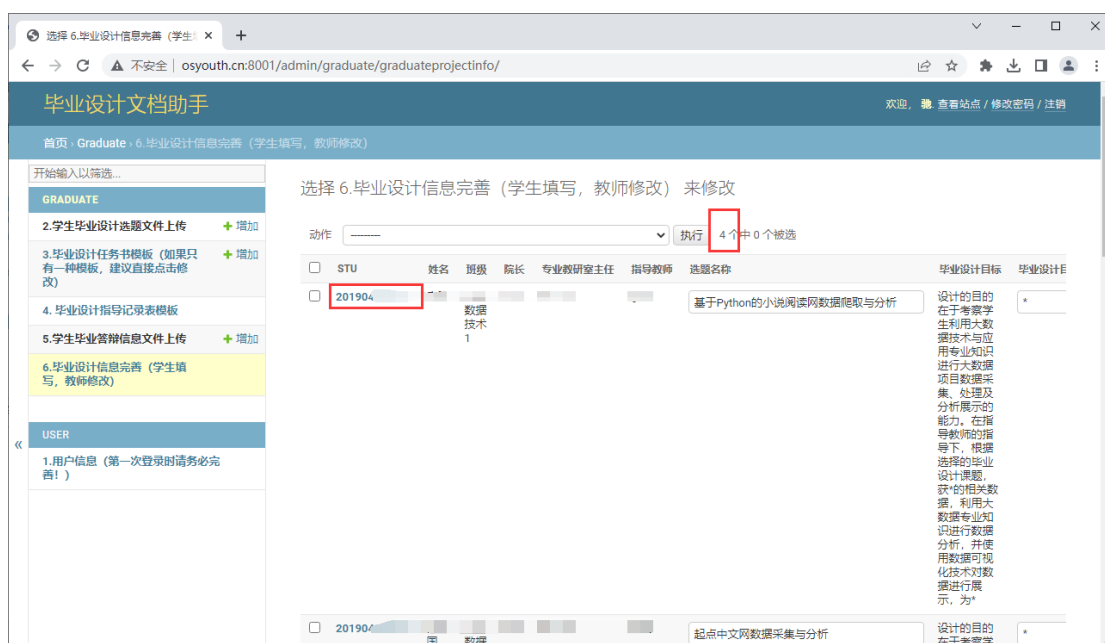 选择 6.毕业设计信息完善（学生
不安全 | osyouth.cn:8001/admin/graduate/graduateprojectinfo/
毕业设计文档助手
欢迎，驰. 查看站点 / 修改密码 / 注销
首页 › Graduate › 6.毕业设计信息完善（学生填写，教师修改）
开始输入以筛选...
GRADUATE
2.学生毕业设计选题文件上传 + 增加
3.毕业设计任务书模板（如果只 + 增加
有一种模板，建议直接点击修
改）
4. 毕业设计指导记录表模板
5.学生毕业答辩信息文件上传 + 增加
6.毕业设计信息完善（学生填
写，教师修改）
USER
1.用户信息（第一次登录时请务必完
善！）
«
选择 6.毕业设计信息完善（学生填写，教师修改） 来修改
动作 --------- 执行 4 个中 0 个被选
STU 姓名 班级 院长 专业教研室主任 指导教师 选题名称 毕业设计目标 毕业设计目
201904
数据
技术
1
基于Python的小说阅读网数据爬取与分析
设计的目的
在于考察学
生利用大数
据技术与应
用专业知识
进行大数据
项目数据采
集、处理及
分析展示的
能力。在指
导教师的指
导下，根据
选择的毕业
设计课题，
获*的相关数
据，利用大
数据专业知
识进行数据
分析，并使
用数据可视
化技术对数
据进行展
示，为*
*
201904
国
数据
起点中文网数据采集与分析
设计的目的
在于考察学
*